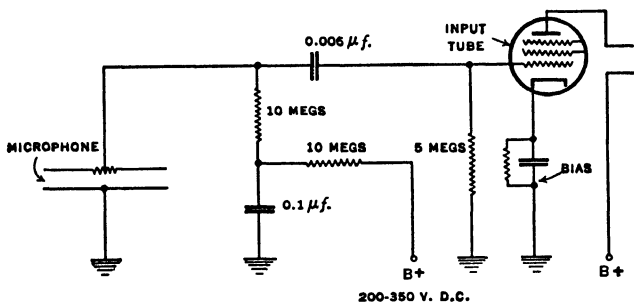 INPUT
TUBE
0.006 μf.
10 MEGS
10 MEGS
5 MEGS
MICROPHONE
BIAS
0.1 μf.
B+
B+
200-350 V. D.C.